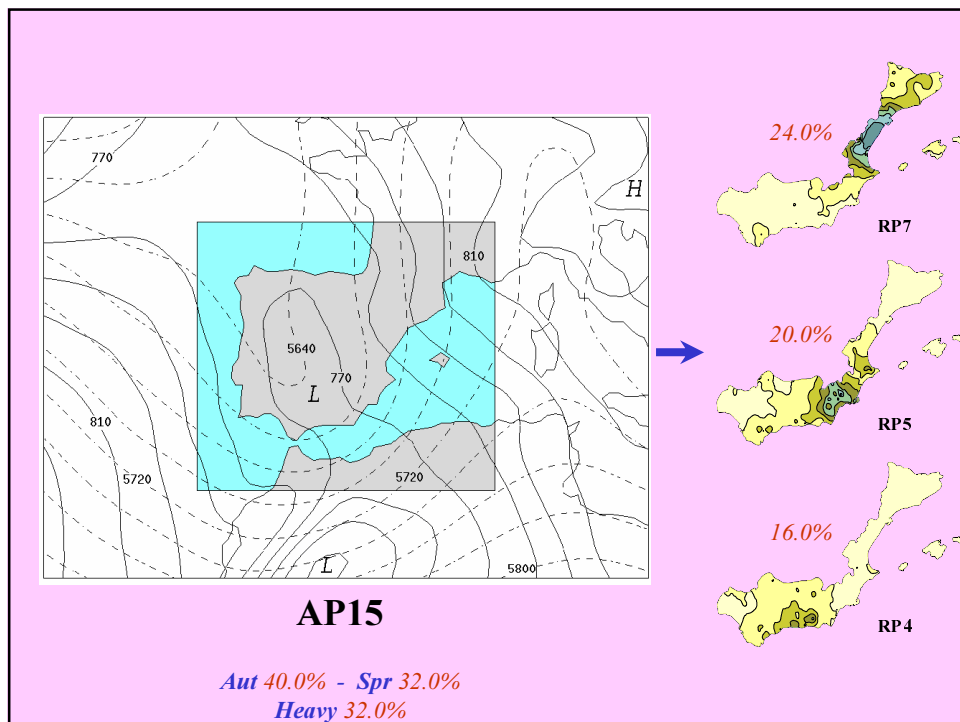 770
H
810
5640
770
L
810
5720
5720
L
5800
AP15
Aut 40.0% - Spr 32.0%
Heavy 32.0%
24.0%
RP7
20.0%
RP5
16.0%
RP4